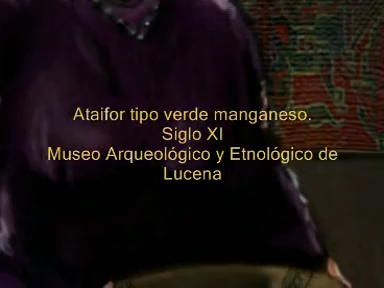 Ataifor tipo verde manganeso.
Siglo XI
Museo Arqueológico y Etnológico de
Lucena